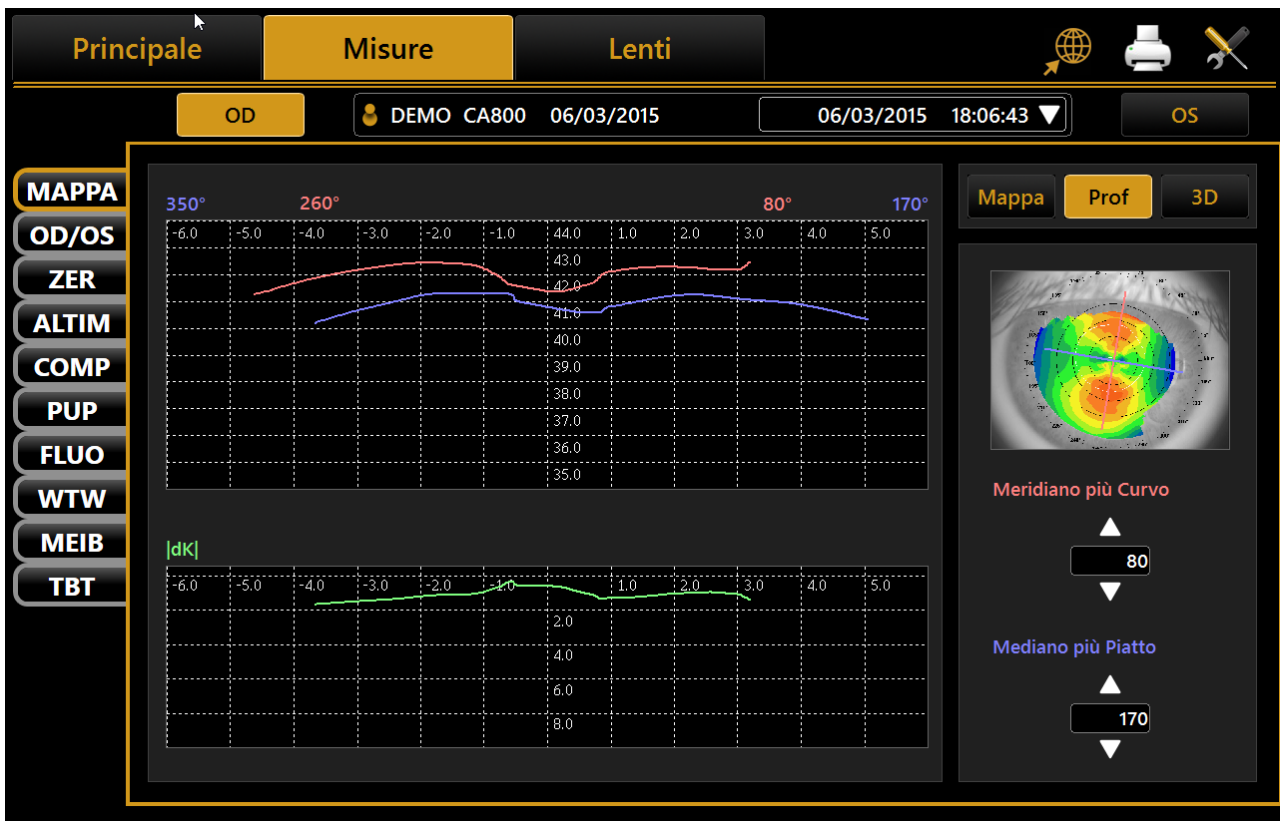 Principale Misure Lenti
OD DEMO CA800 06/03/2015 06/03/2015 18:06:43 OS
MAPPA
OD/OS
ZER
ALTIM
COMP
PUP
FLUO
WTW
MEIB
TBT
350° 260° 80° 170°
-6.0 -5.0 -4.0 -3.0 -2.0 -1.0 44.0 1.0 2.0 3.0 4.0 5.0
43.0
42.0
41.0
40.0
39.0
38.0
37.0
36.0
35.0
|dK|
-6.0 -5.0 -4.0 -3.0 -2.0 -1.0 1.0 2.0 3.0 4.0 5.0
2.0
4.0
6.0
8.0
Mappa Prof 3D
Meridiano più Curvo
80
Mediano più Piatto
170